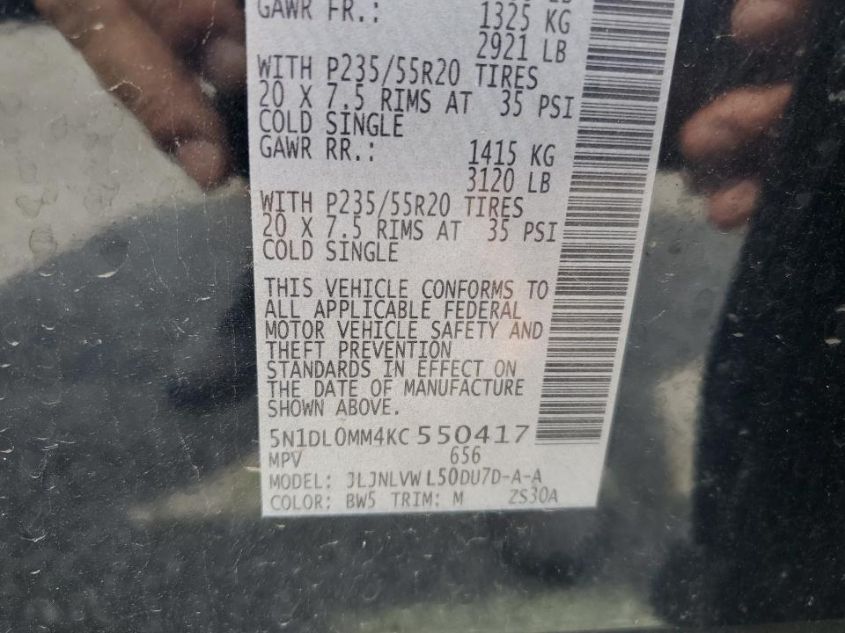 GAWR FR.: 1325 KG
2921 LB
WITH P235/55R20 TIRES
20 X 7.5 RIMS AT 35 PSI
COLD SINGLE
GAWR RR.: 1415 KG
3120 LB
WITH P235/55R20 TIRES
20 X 7.5 RIMS AT 35 PSI
COLD SINGLE
THIS VEHICLE CONFORMS TO
ALL APPLICABLE FEDERAL
MOTOR VEHICLE SAFETY AND
THEFT PREVENTION
STANDARDS IN EFFECT ON
THE DATE OF MANUFACTURE
SHOWN ABOVE.
5N1DL0MM4KC550417
MPV 656
MODEL: JLJNLVWL50DU7D-A-A
COLOR: BW5 TRIM: M ZS30A